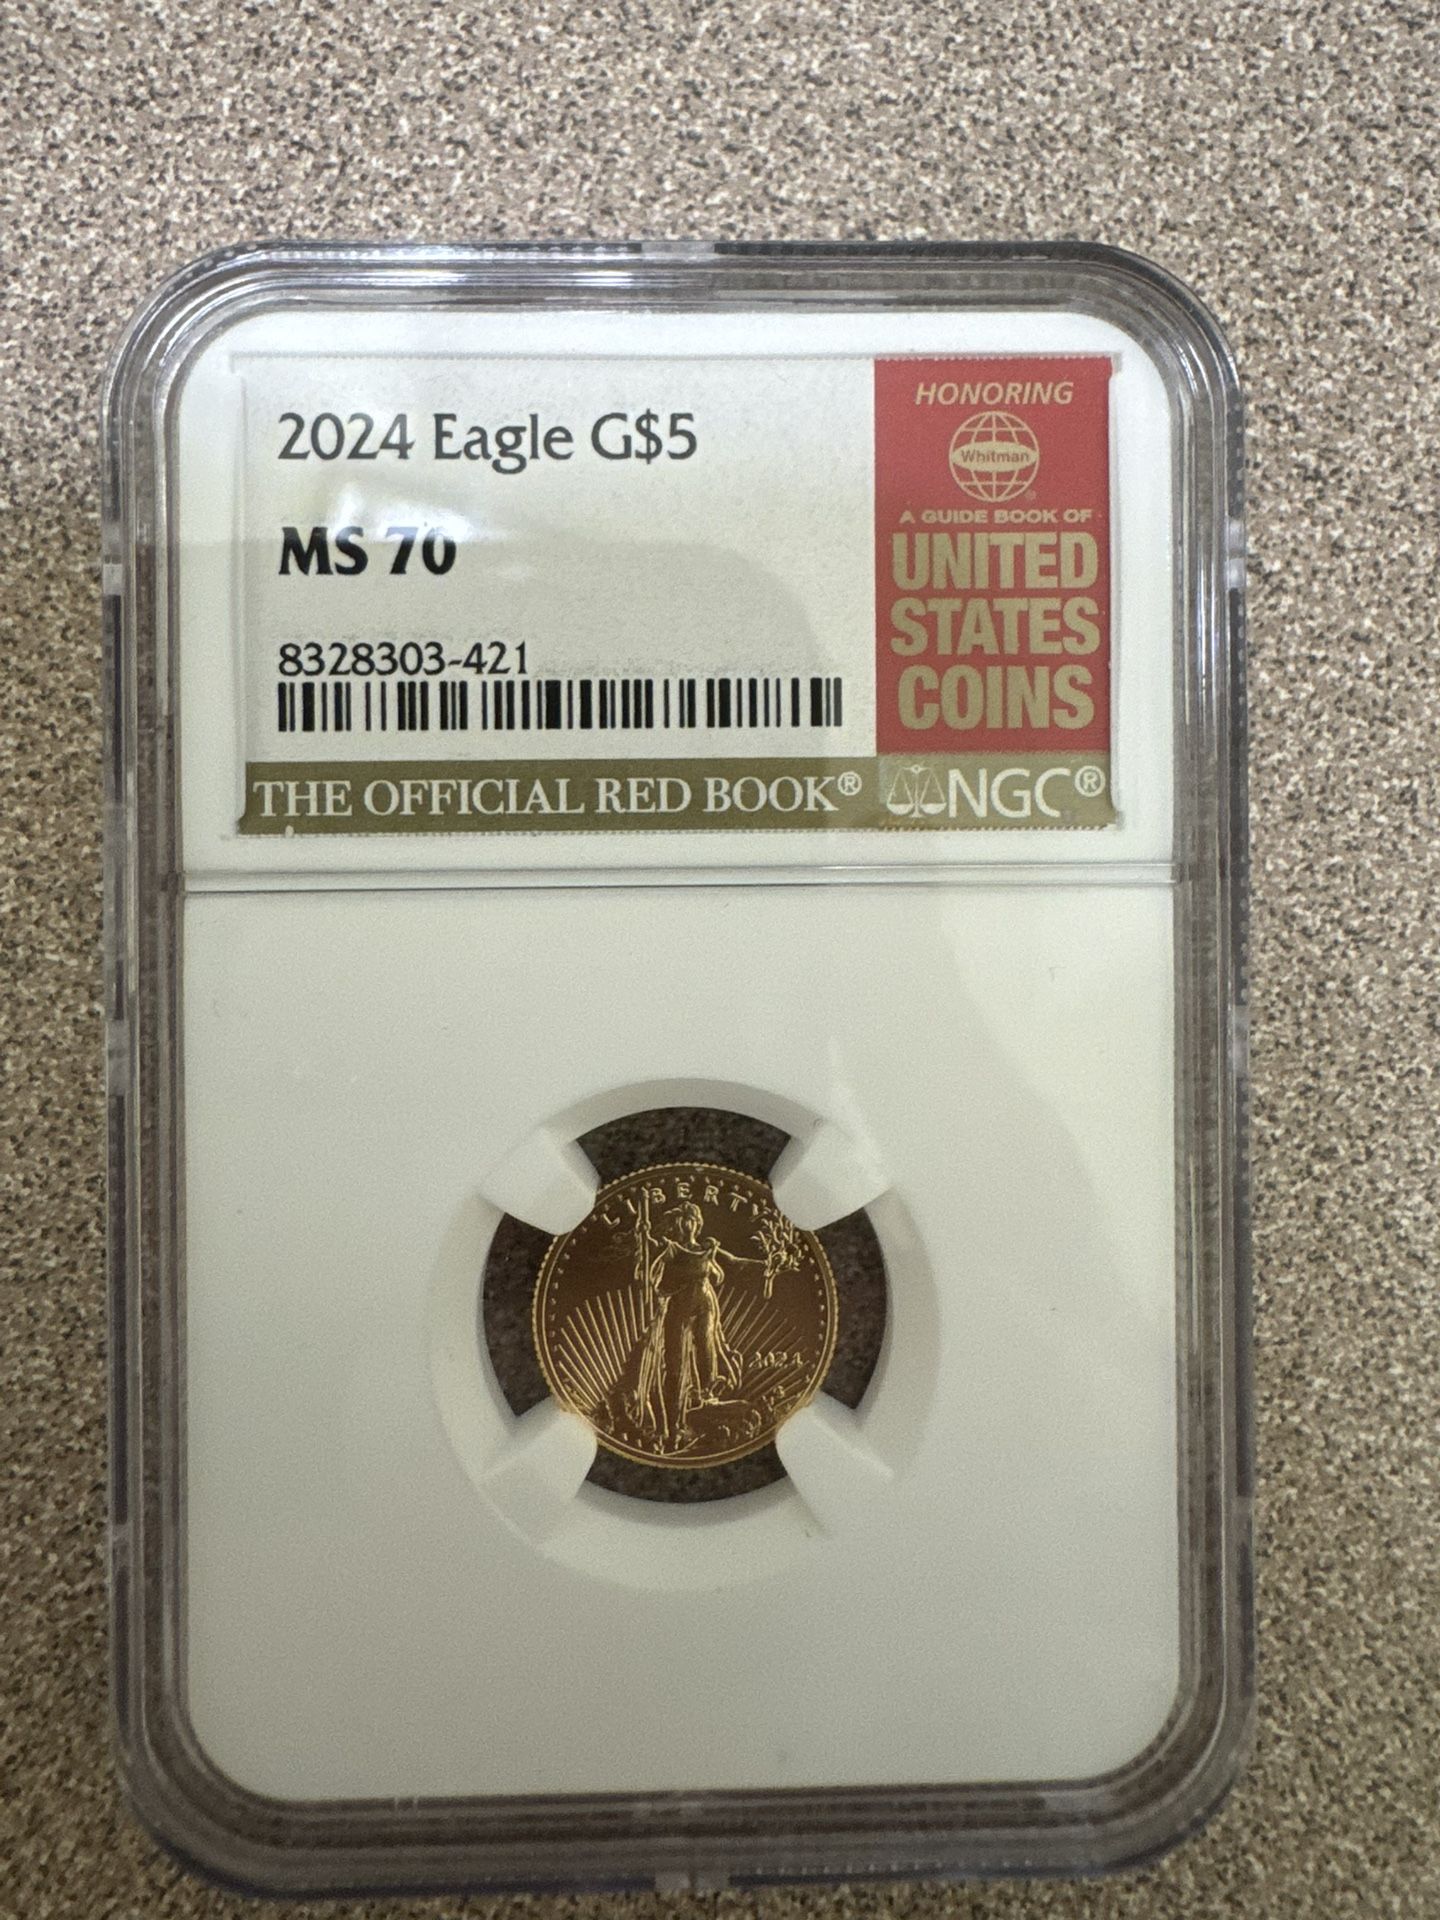 2024 Eagle G$5
MS 70
8328303-421
THE OFFICIAL RED BOOK®
HONORING
Whitman®
A GUIDE BOOK OF
UNITED
STATES
COINS
NGC®
LIBERTY
2024